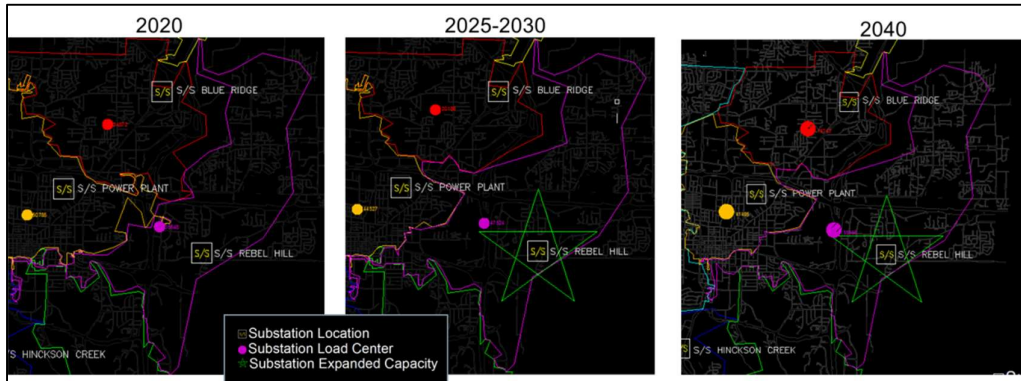 2020
2025-2030
2040
S/S S/S BLUE RIDGE
S/S S/S POWER PLANT
S/S S/S REBEL HILL
'S HINCKSON CREEK
S/S S/S BLUE RIDGE
S/S S/S POWER PLANT
S/S S/S REBEL HILL
S/S S/S BLUE RIDGE
S/S S/S POWER PLANT
S/S S/S REBEL HILL
S/S S/S HINCKSON CREEK
Substation Location
Substation Load Center
Substation Expanded Capacity